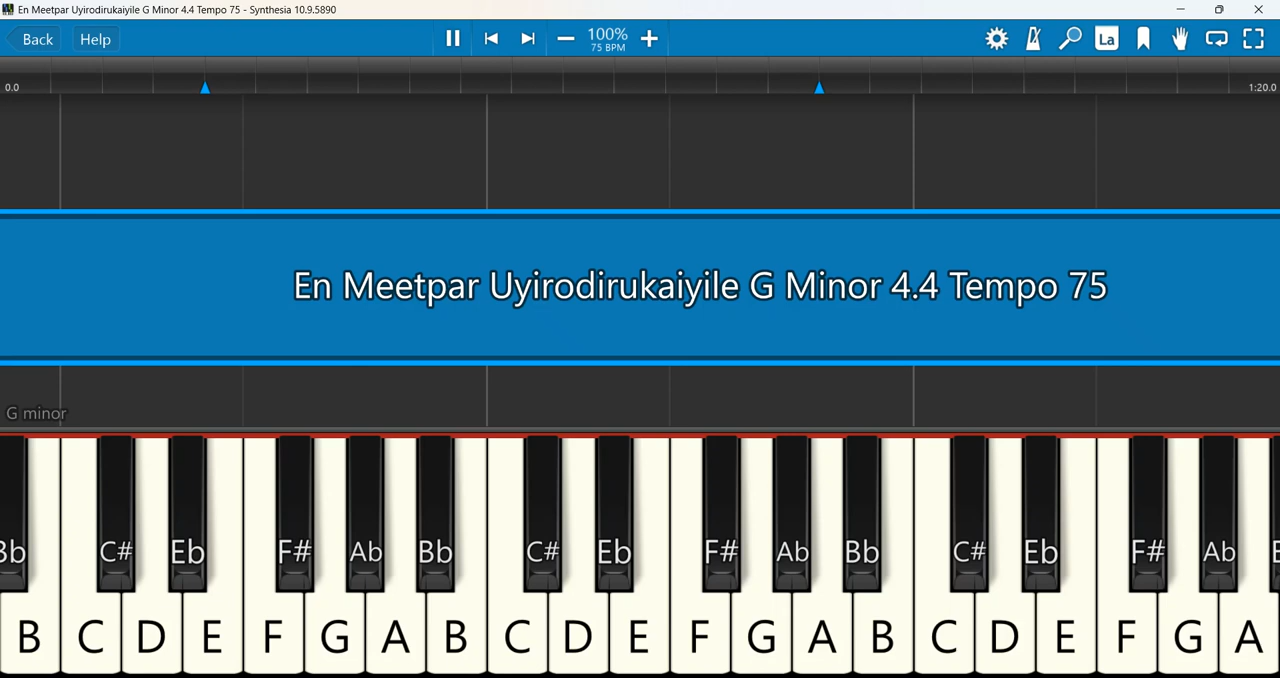 En Meetpar Uyirodirukaiyile G Minor 4.4 Tempo 75 - Synthesia 10.9.5890
Back Help 100% La
75 BPM
0.0 1:20.0
En Meetpar Uyirodirukaiyile G Minor 4.4 Tempo 75
G minor
Bb C# Eb F# Ab Bb C# Eb F# Ab Bb C# Eb F# Ab
B C D E F G A B C D E F G A B C D E F G A